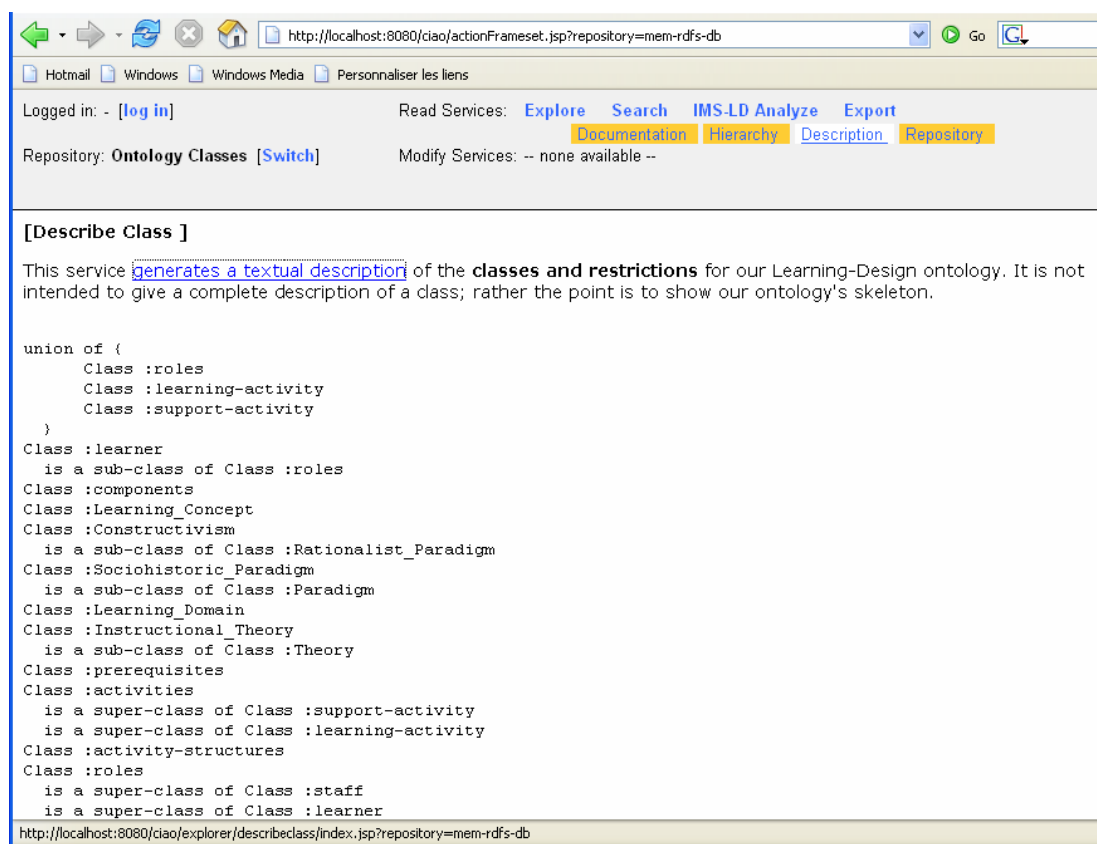 http://localhost:8080/ciao/actionFrameset.jsp?repository=mem-rdfs-db Go G
Hotmail Windows Windows Media Personnaliser les liens
Logged in: - [log in] Read Services: Explore Search IMS-LD Analyze Export
Documentation Hierarchy Description Repository
Repository: Ontology Classes [Switch] Modify Services: -- none available --
[Describe Class ]
This service generates a textual description of the classes and restrictions for our Learning-Design ontology. It is not
intended to give a complete description of a class; rather the point is to show our ontology's skeleton.
union of {
Class :roles
Class :learning-activity
Class :support-activity
}
Class :learner
is a sub-class of Class :roles
Class :components
Class :Learning_Concept
Class :Constructivism
is a sub-class of Class :Rationalist_Paradigm
Class :Sociohistoric_Paradigm
is a sub-class of Class :Paradigm
Class :Learning_Domain
Class :Instructional_Theory
is a sub-class of Class :Theory
Class :prerequisites
Class :activities
is a super-class of Class :support-activity
is a super-class of Class :learning-activity
Class :activity-structures
Class :roles
is a super-class of Class :staff
is a super-class of Class :learner
http://localhost:8080/ciao/explorer/describeclass/index.jsp?repository=mem-rdfs-db